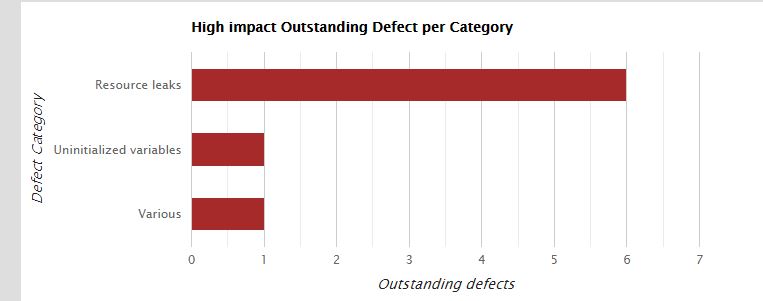 High impact Outstanding Defect per Category
Defect Category
Resource leaks
Uninitialized variables
Various
0 1 2 3 4 5 6 7
Outstanding defects